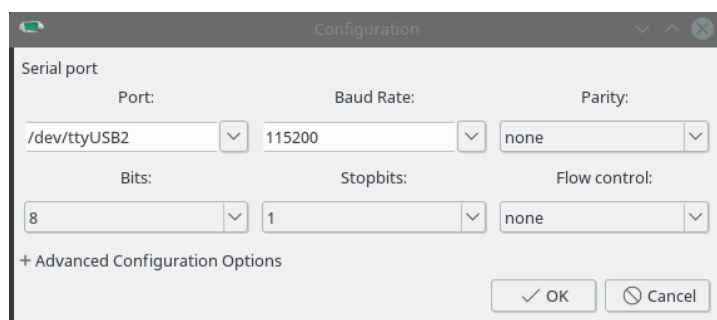 Configuration
Serial port
Port: Baud Rate: Parity:
/dev/ttyUSB2 115200 none
Bits: Stopbits: Flow control:
8 1 none
+ Advanced Configuration Options
OK Cancel